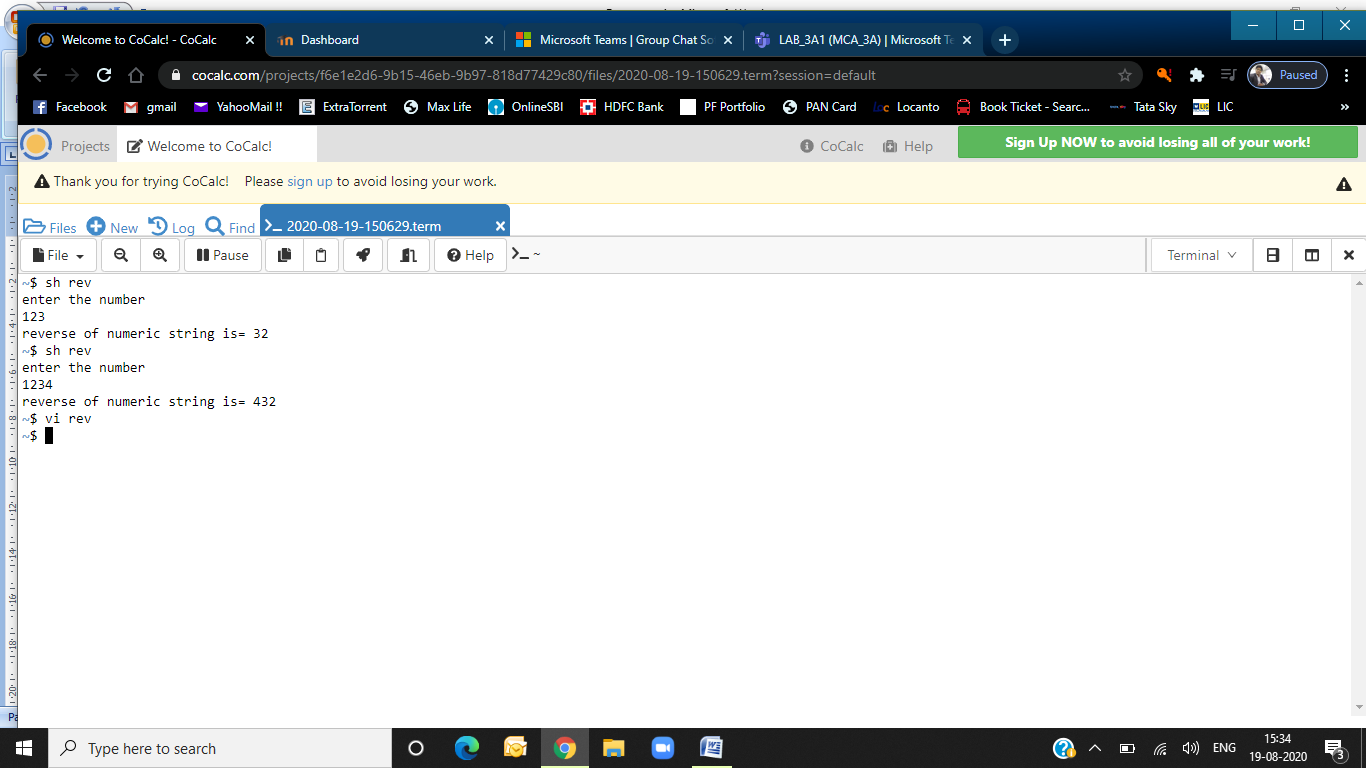 Welcome to CoCalc! - CoCalc
Dashboard
Microsoft Teams | Group Chat So
LAB_3A1 (MCA_3A) | Microsoft Te
cocalc.com/projects/f6e1e2d6-9b15-46eb-9b97-818d77429c80/files/2020-08-19-150629.term?session=default
Paused
Facebook gmail YahooMail !! ExtraTorrent Max Life OnlineSBI HDFC Bank PF Portfolio PAN Card Locanto Book Ticket - Searc... Tata Sky LIC »
Projects Welcome to CoCalc! CoCalc Help Sign Up NOW to avoid losing all of your work!
Thank you for trying CoCalc! Please sign up to avoid losing your work.
Files New Log Find >_ 2020-08-19-150629.term
File Pause Help >_ ~ Terminal
~$ sh rev
enter the number
123
reverse of numeric string is= 32
~$ sh rev
enter the number
1234
reverse of numeric string is= 432
~$ vi rev
~$
Type here to search
ENG
15:34
19-08-2020
3